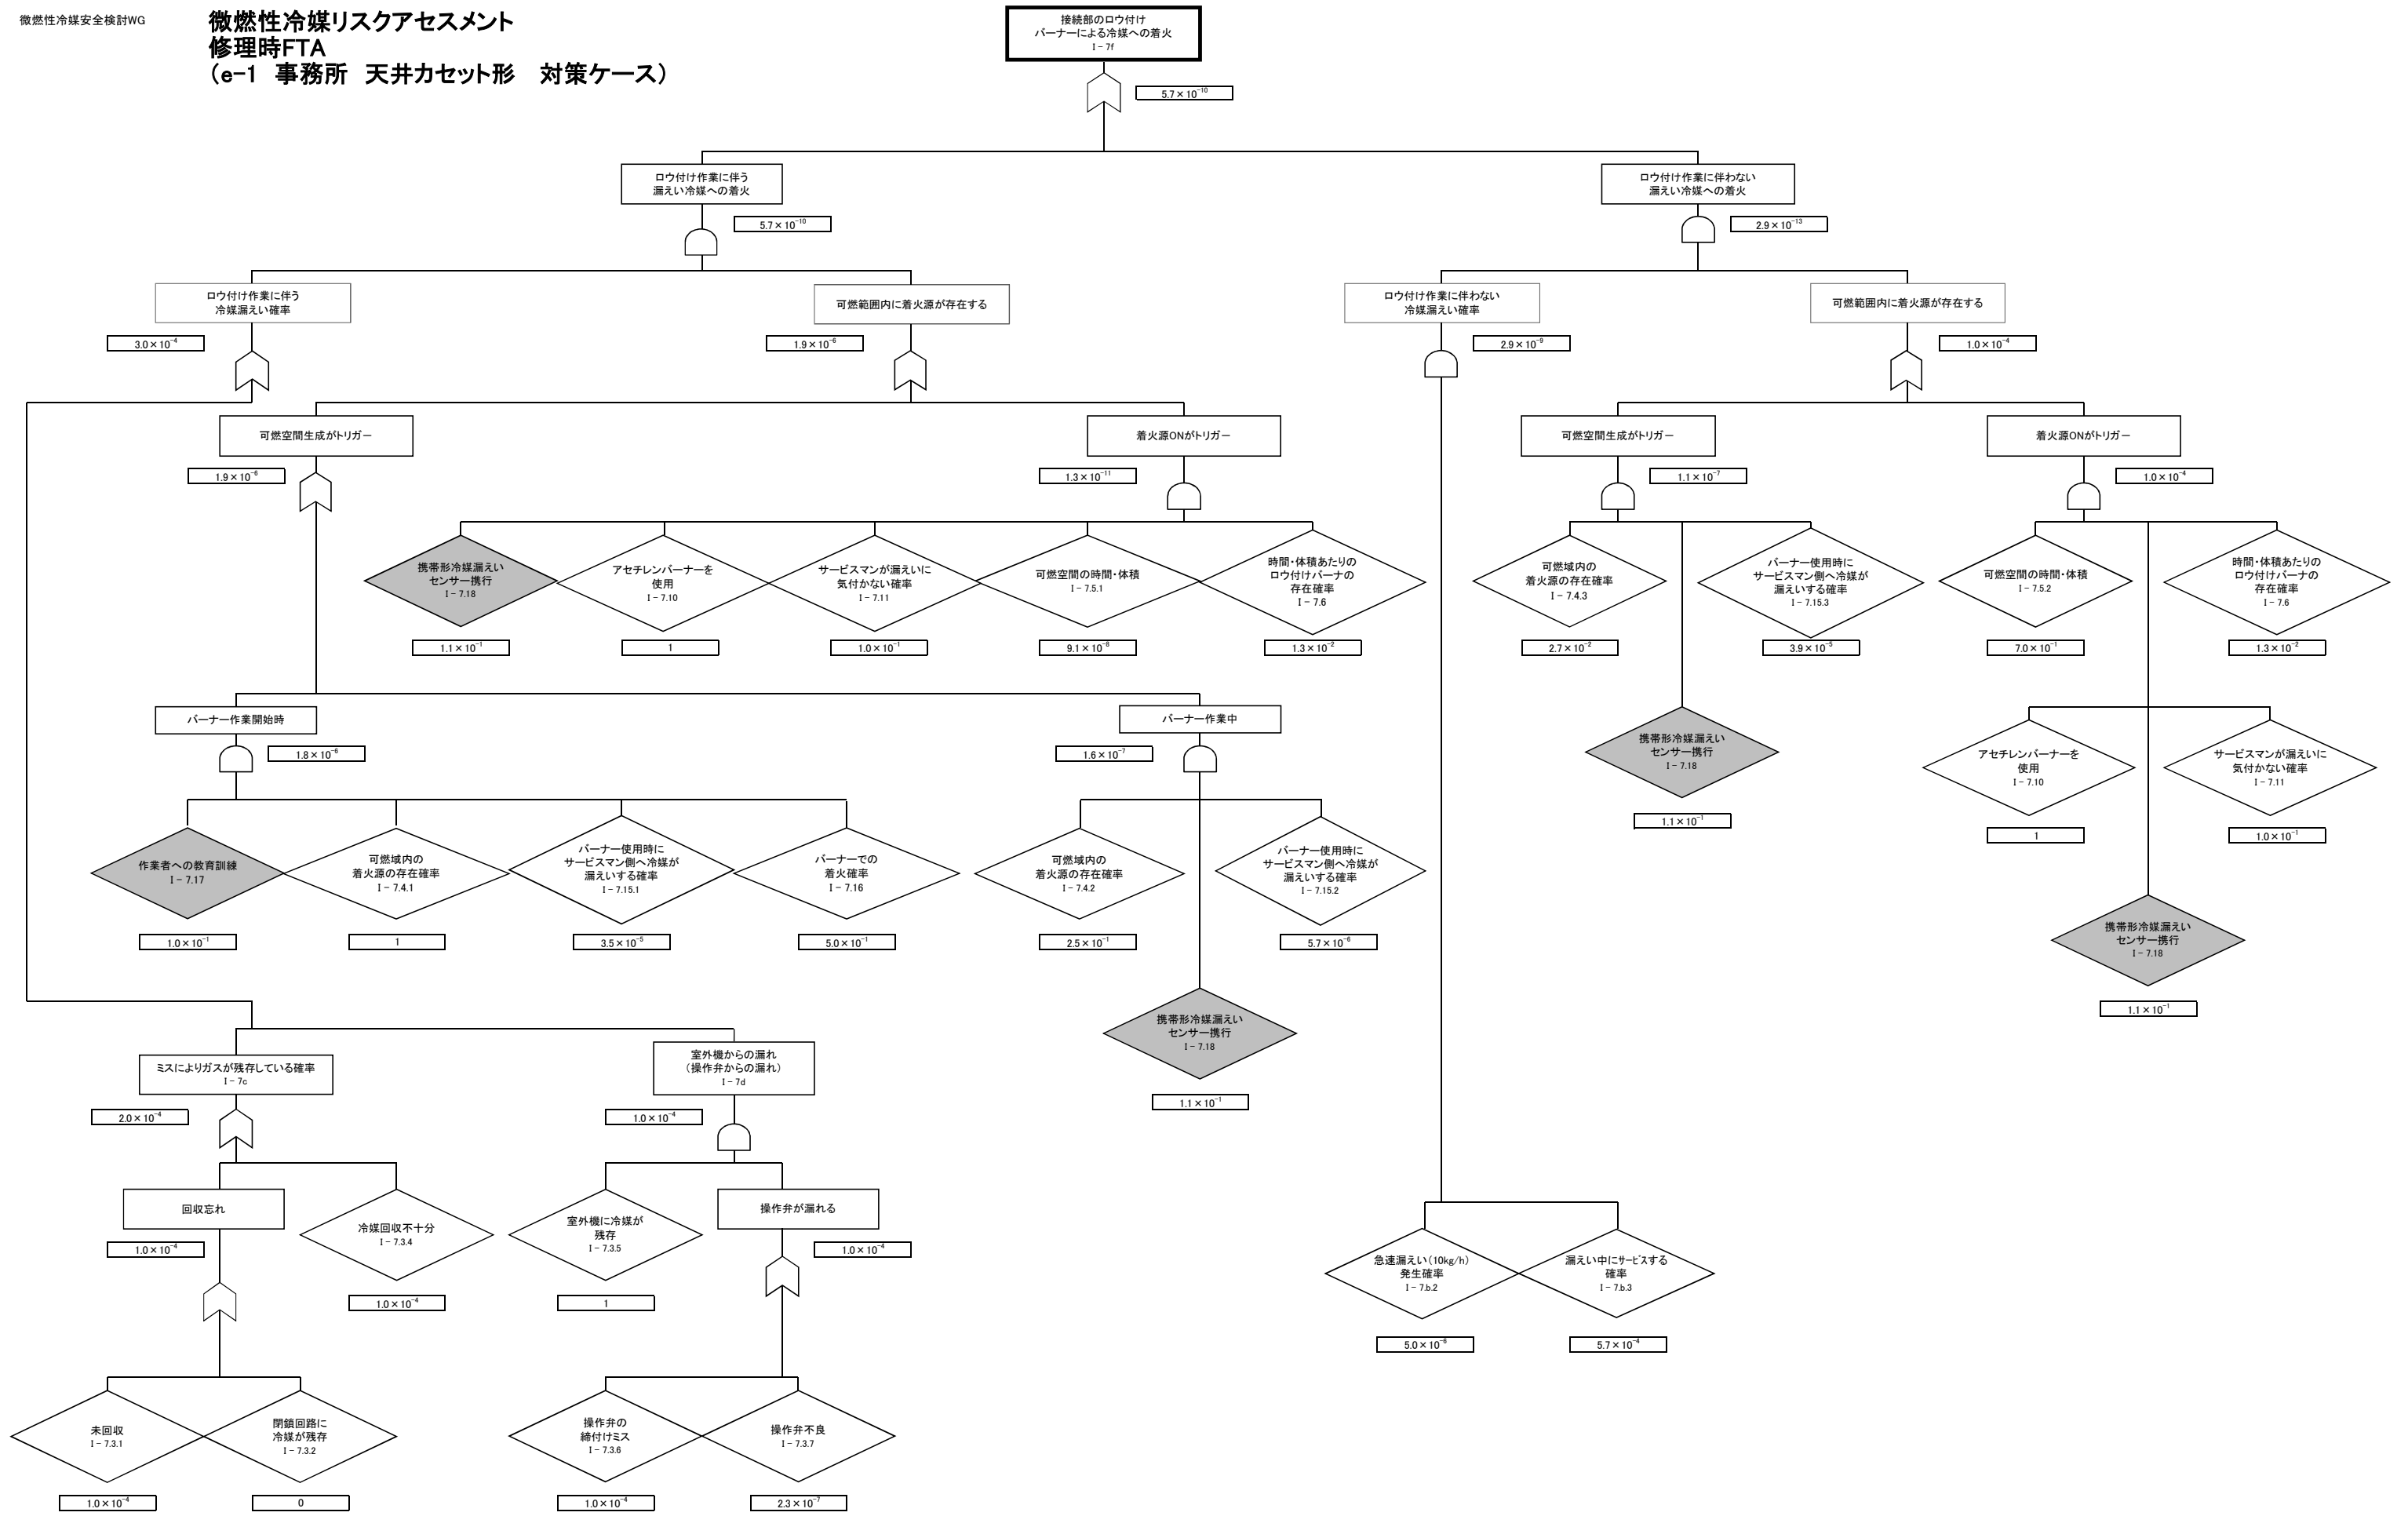 微燃性冷媒安全検討WG
微燃性冷媒リスクアセスメント
修理時FTA
（e-1　事務所　天井カセット形　対策ケース）
接続部のロウ付け
バーナーによる冷媒への着火
I - 7f
5.7×10⁻¹⁰
ロウ付け作業に伴う
漏えい冷媒への着火
5.7×10⁻¹⁰
ロウ付け作業に伴わない
漏えい冷媒への着火
2.9×10⁻¹³
ロウ付け作業に伴う
冷媒漏えい確率
3.0×10⁻⁴
可燃範囲内に着火源が存在する
1.9×10⁻⁶
ロウ付け作業に伴わない
冷媒漏えい確率
2.9×10⁻⁹
可燃範囲内に着火源が存在する
1.0×10⁻⁴
可燃空間生成がトリガー
1.9×10⁻⁶
着火源ONがトリガー
1.3×10⁻¹¹
可燃空間生成がトリガー
1.1×10⁻⁷
着火源ONがトリガー
1.0×10⁻⁴
携帯形冷媒漏えい
センサー携行
I - 7.18
1.1×10⁻¹
アセチレンバーナーを
使用
I - 7.10
1
サービスマンが漏えいに
気付かない確率
I - 7.11
1.0×10⁻¹
可燃空間の時間・体積
I - 7.5.1
9.1×10⁻⁸
時間・体積あたりの
ロウ付けバーナの
存在確率
I - 7.6
1.3×10⁻²
可燃域内の
着火源の存在確率
I - 7.4.3
2.7×10⁻²
バーナー使用時に
サービスマン側へ冷媒が
漏えいする確率
I - 7.15.3
3.9×10⁻⁵
可燃空間の時間・体積
I - 7.5.2
7.0×10⁻¹
時間・体積あたりの
ロウ付けバーナの
存在確率
I - 7.6
1.3×10⁻²
バーナー作業開始時
1.8×10⁻⁶
バーナー作業中
1.6×10⁻⁷
携帯形冷媒漏えい
センサー携行
I - 7.18
1.1×10⁻¹
アセチレンバーナーを
使用
I - 7.10
1
サービスマンが漏えいに
気付かない確率
I - 7.11
1.0×10⁻¹
作業者への教育訓練
I - 7.17
1.0×10⁻¹
可燃域内の
着火源の存在確率
I - 7.4.1
1
バーナー使用時に
サービスマン側へ冷媒が
漏えいする確率
I - 7.15.1
3.5×10⁻⁵
バーナーでの
着火確率
I - 7.16
5.0×10⁻¹
可燃域内の
着火源の存在確率
I - 7.4.2
2.5×10⁻¹
バーナー使用時に
サービスマン側へ冷媒が
漏えいする確率
I - 7.15.2
5.7×10⁻⁶
携帯形冷媒漏えい
センサー携行
I - 7.18
1.1×10⁻¹
携帯形冷媒漏えい
センサー携行
I - 7.18
1.1×10⁻¹
ミスによりガスが残存している確率
I - 7c
2.0×10⁻⁴
室外機からの漏れ
（操作弁からの漏れ）
I - 7d
1.0×10⁻⁴
回収忘れ
1.0×10⁻⁴
冷媒回収不十分
I - 7.3.4
1.0×10⁻⁴
室外機に冷媒が
残存
I - 7.3.5
1
操作弁が漏れる
1.0×10⁻⁴
急速漏えい（10kg/h）
発生確率
I - 7.b.2
5.0×10⁻⁶
漏えい中にサービスする
確率
I - 7.b.3
5.7×10⁻⁴
未回収
I - 7.3.1
1.0×10⁻⁴
閉鎖回路に
冷媒が残存
I - 7.3.2
0
操作弁の
締付けミス
I - 7.3.6
1.0×10⁻⁴
操作弁不良
I - 7.3.7
2.3×10⁻⁷